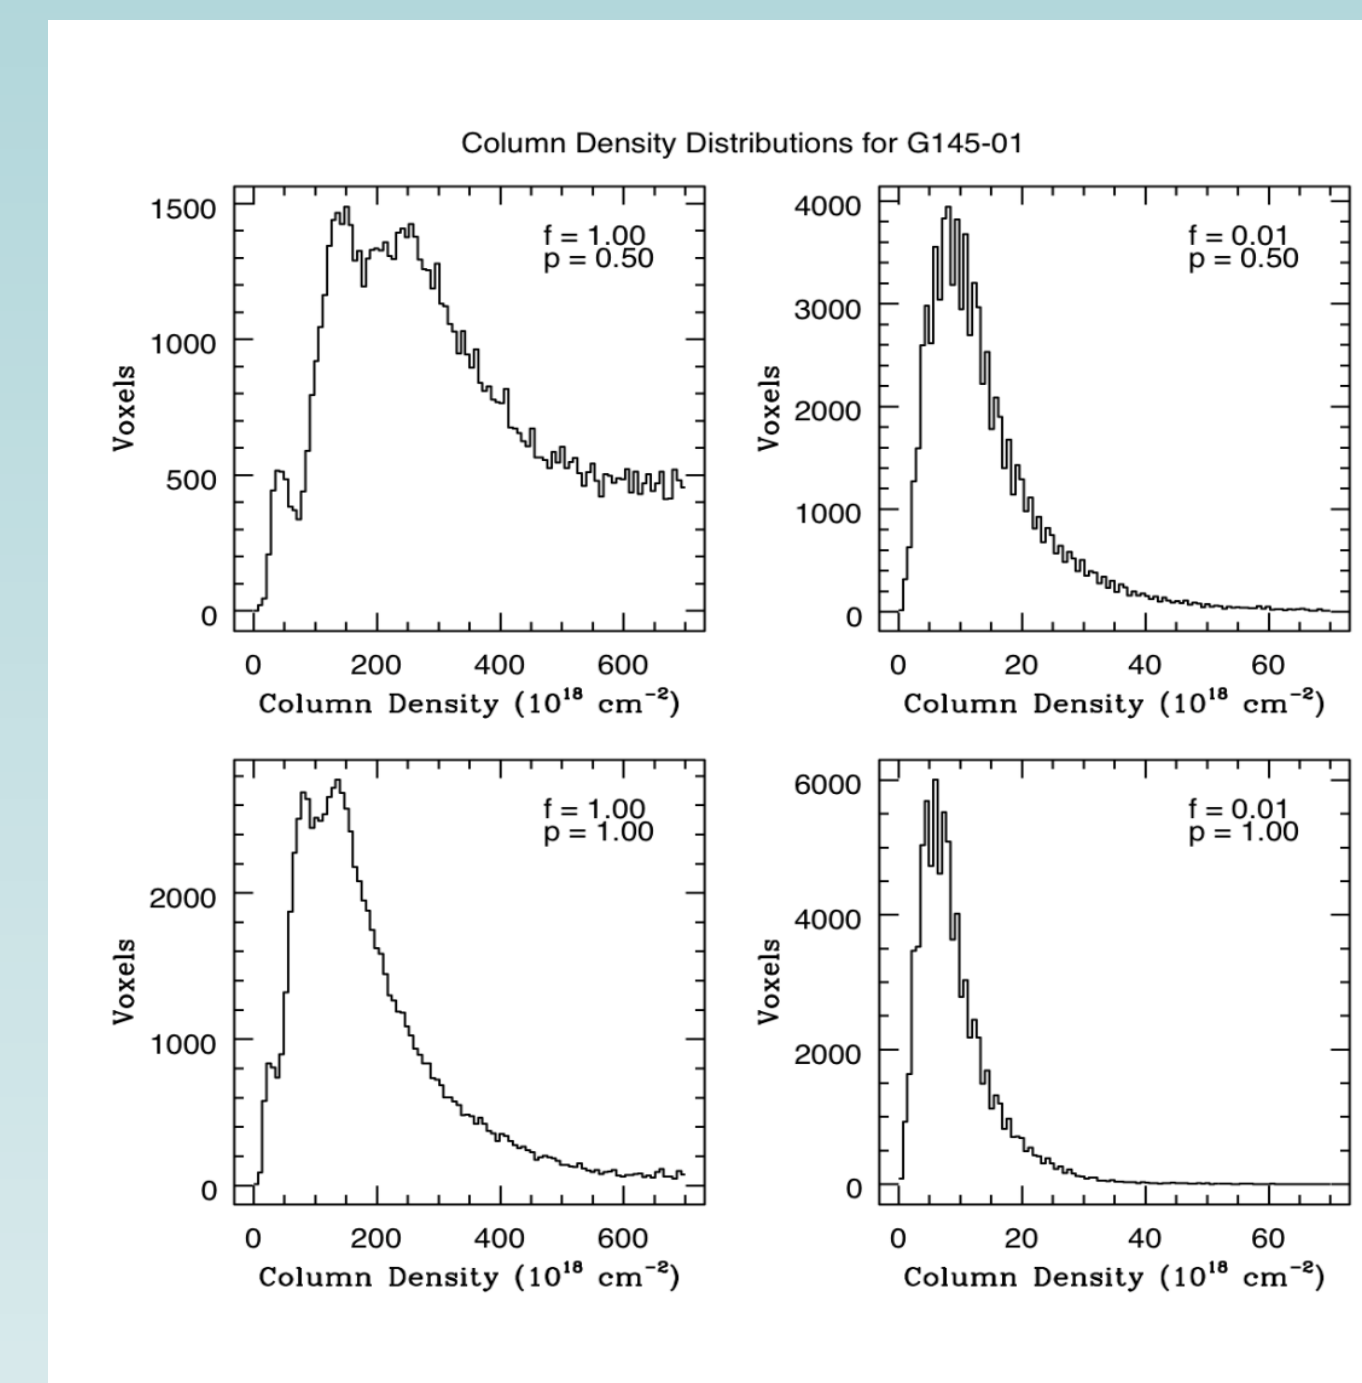 Column Density Distributions for G145-01
1500
1000
500
0
Voxels
f = 1.00
p = 0.50
0 200 400 600
Column Density (10¹⁸ cm⁻²)
4000
3000
2000
1000
0
Voxels
f = 0.01
p = 0.50
0 20 40 60
Column Density (10¹⁸ cm⁻²)
2000
1000
0
Voxels
f = 1.00
p = 1.00
0 200 400 600
Column Density (10¹⁸ cm⁻²)
6000
4000
2000
0
Voxels
f = 0.01
p = 1.00
0 20 40 60
Column Density (10¹⁸ cm⁻²)